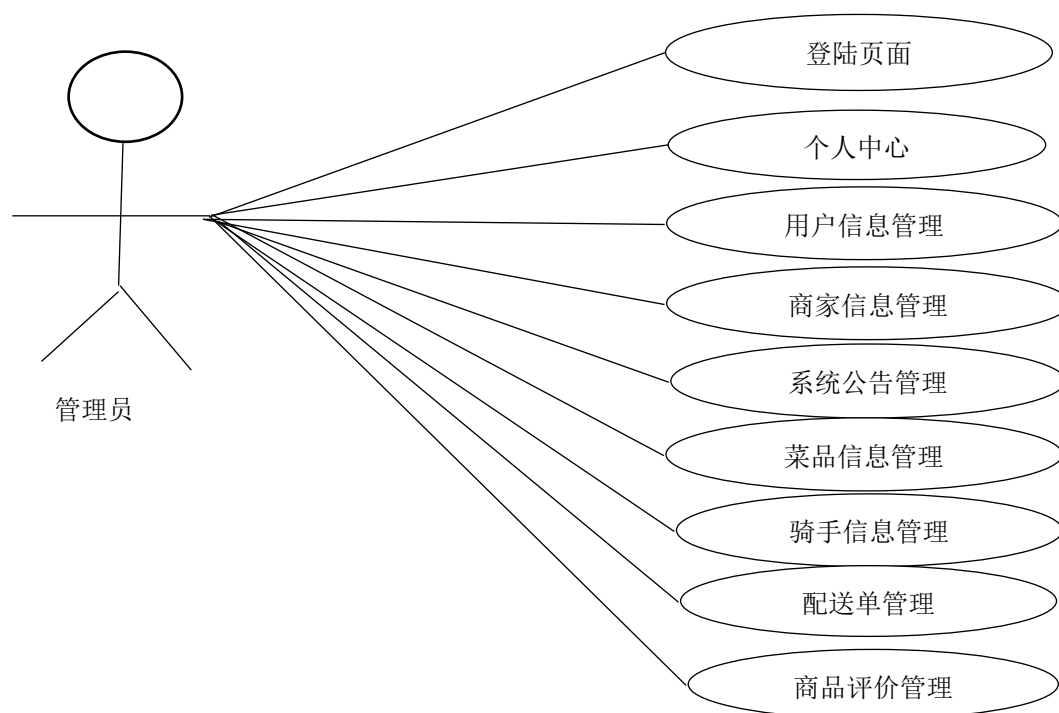 登陆页面
个人中心
用户信息管理
商家信息管理
系统公告管理
管理员
菜品信息管理
骑手信息管理
配送单管理
商品评价管理